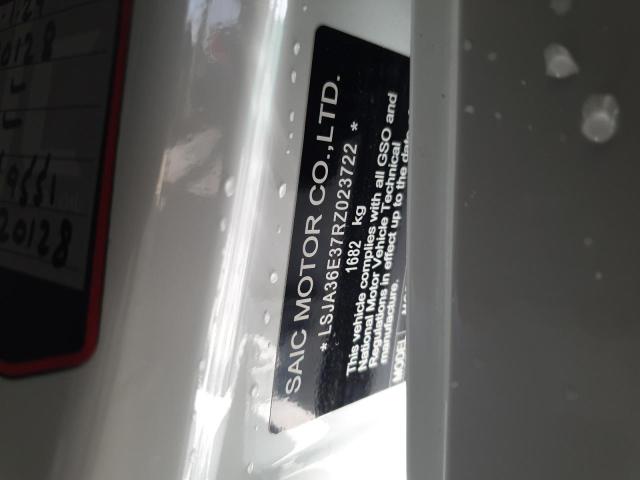 SAIC MOTOR CO.,LTD.
* LSJA36E37RZ023722 *
1682 kg
This vehicle complies with all GSO and
National Motor Vehicle Technical
Regulations in effect up to the date
manufacture.
MODEL
20128